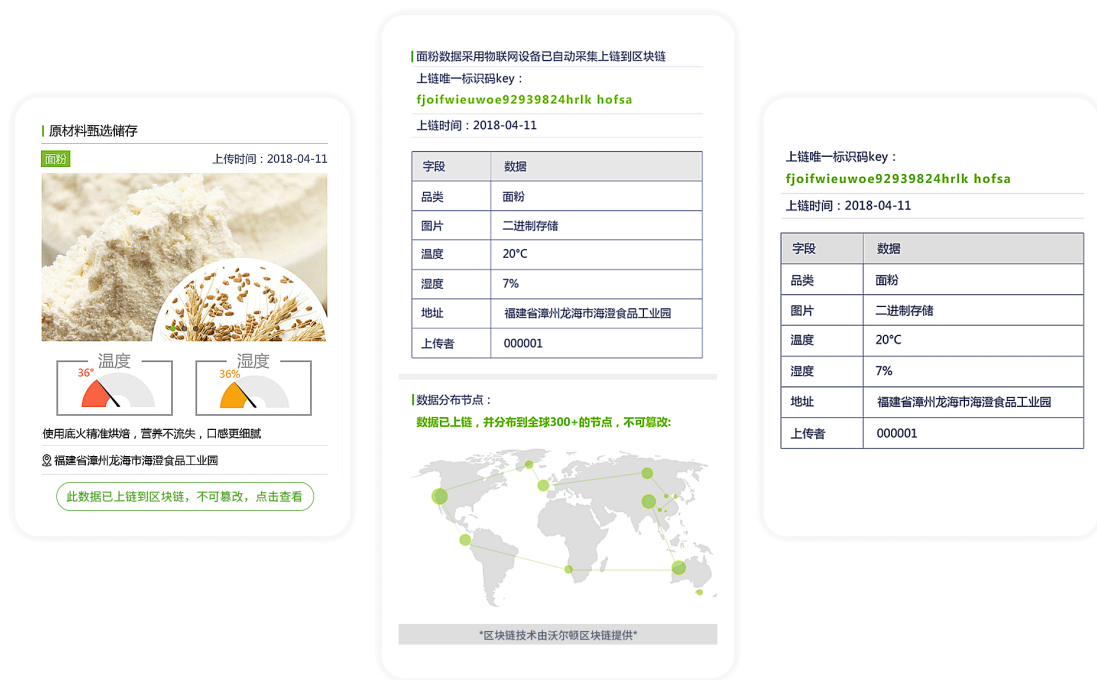 原材料甄选储存
面粉 上传时间：2018-04-11
温度 湿度
36° 36%
使用底火精准烘焙，营养不流失，口感更细腻
福建省漳州龙海市海澄食品工业园
此数据已上链到区块链，不可篡改，点击查看
面粉数据采用物联网设备已自动采集上链到区块链
上链唯一标识码key：
fjoifwieuwoe92939824hrlk hofsa
上链时间：2018-04-11
字段 数据
品类 面粉
图片 二进制存储
温度 20°C
湿度 7%
地址 福建省漳州龙海市海澄食品工业园
上传者 000001
数据分布节点：
数据已上链，并分布到全球300+的节点，不可篡改:
*区块链技术由沃尔顿区块链提供*
上链唯一标识码key：
fjoifwieuwoe92939824hrlk hofsa
上链时间：2018-04-11
字段 数据
品类 面粉
图片 二进制存储
温度 20°C
湿度 7%
地址 福建省漳州龙海市海澄食品工业园
上传者 000001